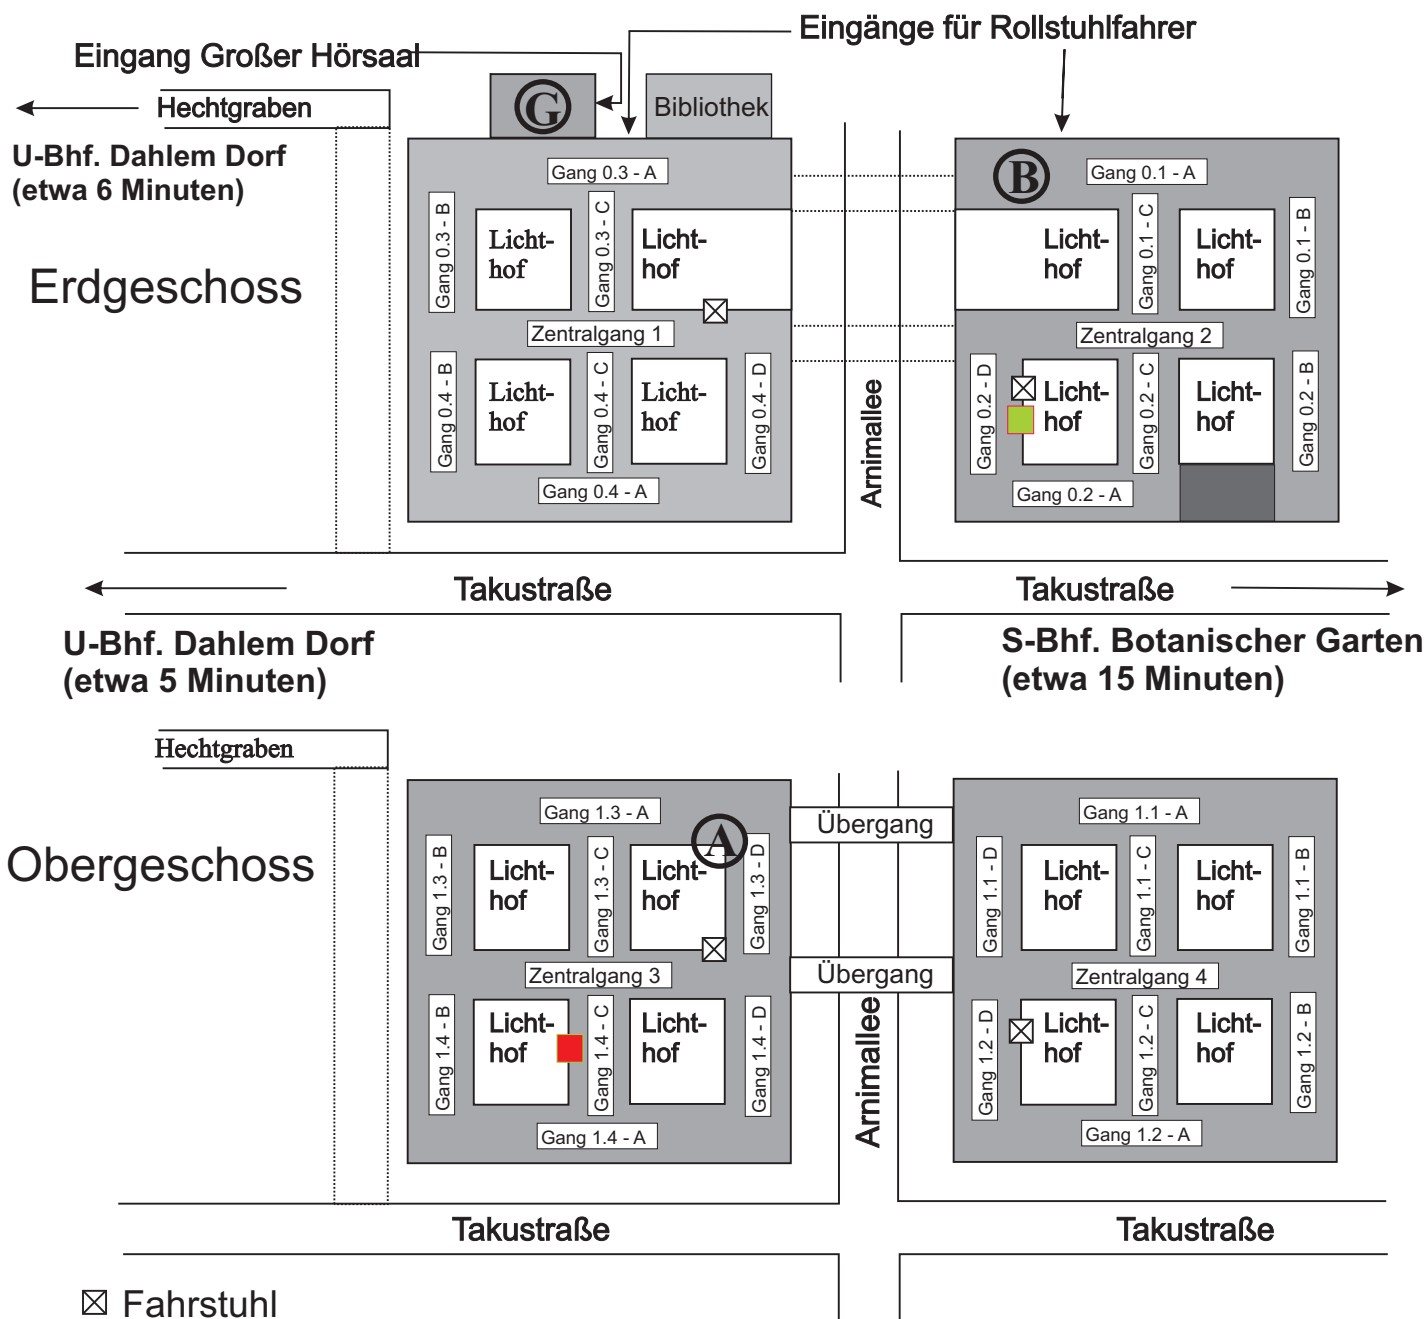 Eingänge für Rollstuhlfahrer
Eingang Großer Hörsaal
Hechtgraben
G
Bibliothek
U-Bhf. Dahlem Dorf
(etwa 6 Minuten)
Erdgeschoss
Gang 0.3 - A
Gang 0.3 - B
Licht-
hof
Gang 0.3 - C
Licht-
hof
Zentralgang 1
Gang 0.4 - B
Licht-
hof
Gang 0.4 - C
Licht-
hof
Gang 0.4 - D
Gang 0.4 - A
Arnimallee
B
Gang 0.1 - A
Licht-
hof
Gang 0.1 - C
Licht-
hof
Gang 0.1 - B
Zentralgang 2
Gang 0.2 - D
Licht-
hof
Gang 0.2 - C
Licht-
hof
Gang 0.2 - B
Gang 0.2 - A
Takustraße
Takustraße
U-Bhf. Dahlem Dorf
(etwa 5 Minuten)
S-Bhf. Botanischer Garten
(etwa 15 Minuten)
Hechtgraben
Obergeschoss
Gang 1.3 - A
A
Gang 1.3 - B
Licht-
hof
Gang 1.3 - C
Licht-
hof
Gang 1.3 - D
Zentralgang 3
Gang 1.4 - B
Licht-
hof
Gang 1.4 - C
Licht-
hof
Gang 1.4 - D
Gang 1.4 - A
Übergang
Übergang
Arnimallee
Gang 1.1 - A
Gang 1.1 - D
Licht-
hof
Gang 1.1 - C
Licht-
hof
Gang 1.1 - B
Zentralgang 4
Gang 1.2 - D
Licht-
hof
Gang 1.2 - C
Licht-
hof
Gang 1.2 - B
Gang 1.2 - A
Takustraße
Takustraße
Fahrstuhl